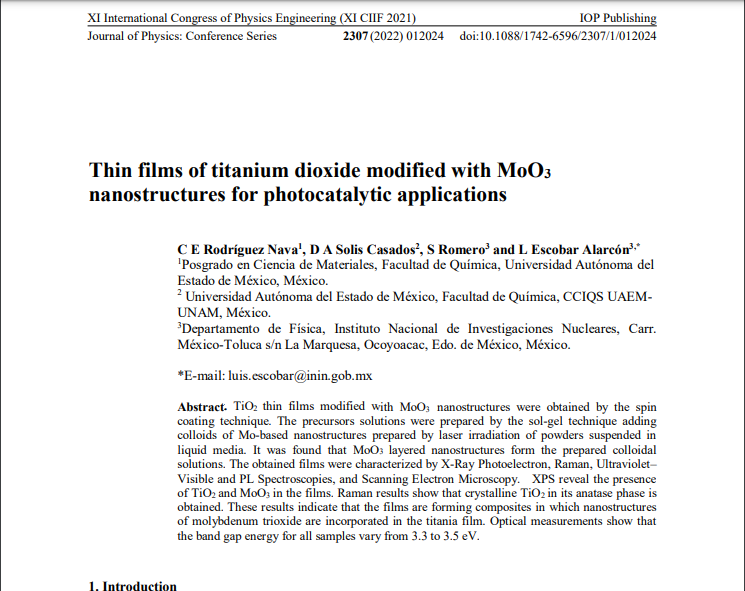 XI International Congress of Physics Engineering (XI CIIF 2021) IOP Publishing
Journal of Physics: Conference Series 2307 (2022) 012024 doi:10.1088/1742-6596/2307/1/012024
Thin films of titanium dioxide modified with MoO₃
nanostructures for photocatalytic applications
C E Rodríguez Nava¹, D A Solis Casados², S Romero³ and L Escobar Alarcón³,*
¹Posgrado en Ciencia de Materiales, Facultad de Química, Universidad Autónoma del
Estado de México, México.
² Universidad Autónoma del Estado de México, Facultad de Química, CCIQS UAEM-
UNAM, México.
³Departamento de Física, Instituto Nacional de Investigaciones Nucleares, Carr.
México-Toluca s/n La Marquesa, Ocoyoacac, Edo. de México, México.
*E-mail: luis.escobar@inin.gob.mx
Abstract. TiO₂ thin films modified with MoO₃ nanostructures were obtained by the spin
coating technique. The precursors solutions were prepared by the sol-gel technique adding
colloids of Mo-based nanostructures prepared by laser irradiation of powders suspended in
liquid media. It was found that MoO₃ layered nanostructures form the prepared colloidal
solutions. The obtained films were characterized by X-Ray Photoelectron, Raman, Ultraviolet–
Visible and PL Spectroscopies, and Scanning Electron Microscopy. XPS reveal the presence
of TiO₂ and MoO₃ in the films. Raman results show that crystalline TiO₂ in its anatase phase is
obtained. These results indicate that the films are forming composites in which nanostructures
of molybdenum trioxide are incorporated in the titania film. Optical measurements show that
the band gap energy for all samples vary from 3.3 to 3.5 eV.
1. Introduction